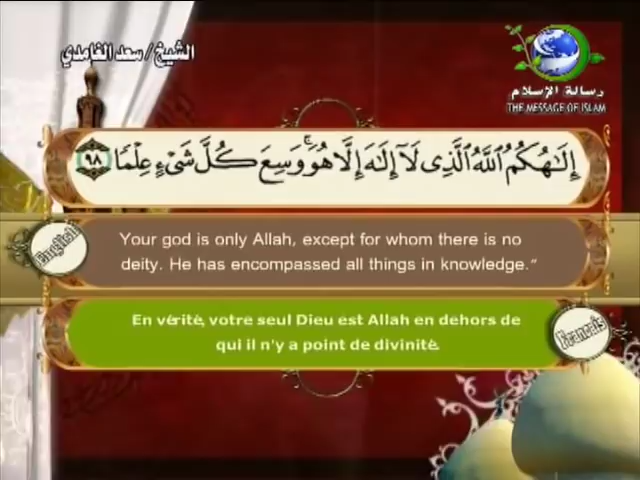 الشيخ / سعد الغامدي
رسالة الإسلام
THE MESSAGE OF ISLAM
إِلَـٰهُكُمُ ٱللَّهُ ٱلَّذِى لَآ إِلَـٰهَ إِلَّا هُوَ ۚ وَسِعَ كُلَّ شَىْءٍ عِلْمًا ٩٨
English
Your god is only Allah, except for whom there is no
deity. He has encompassed all things in knowledge.”
En vérité, votre seul Dieu est Allah en dehors de
qui il n'y a point de divinité.
Francais